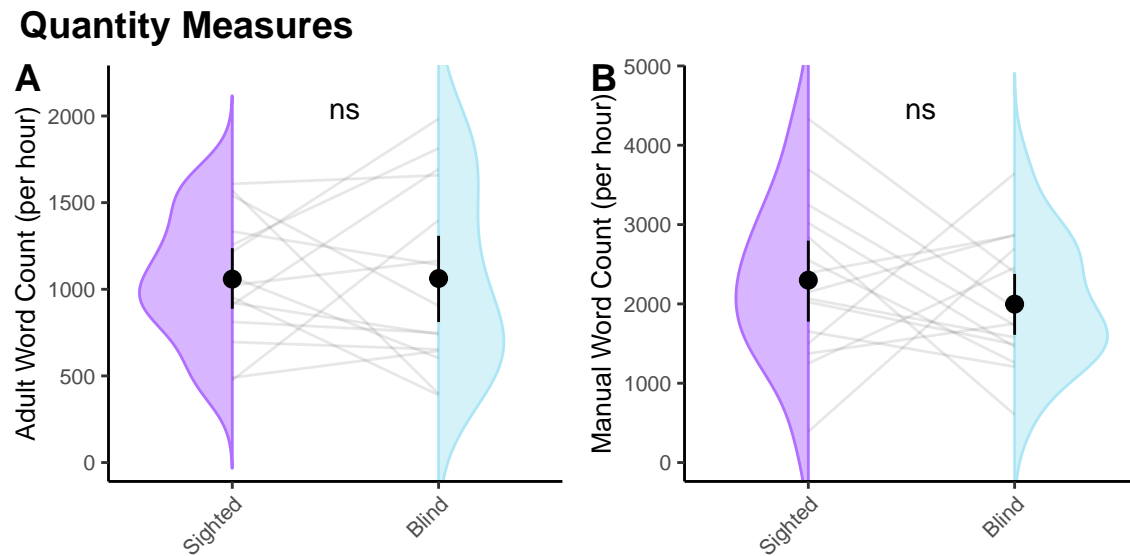 Quantity Measures
A
Adult Word Count (per hour)
2000
1500
1000
500
0
ns
Sighted
Blind
B
Manual Word Count (per hour)
5000
4000
3000
2000
1000
0
ns
Sighted
Blind